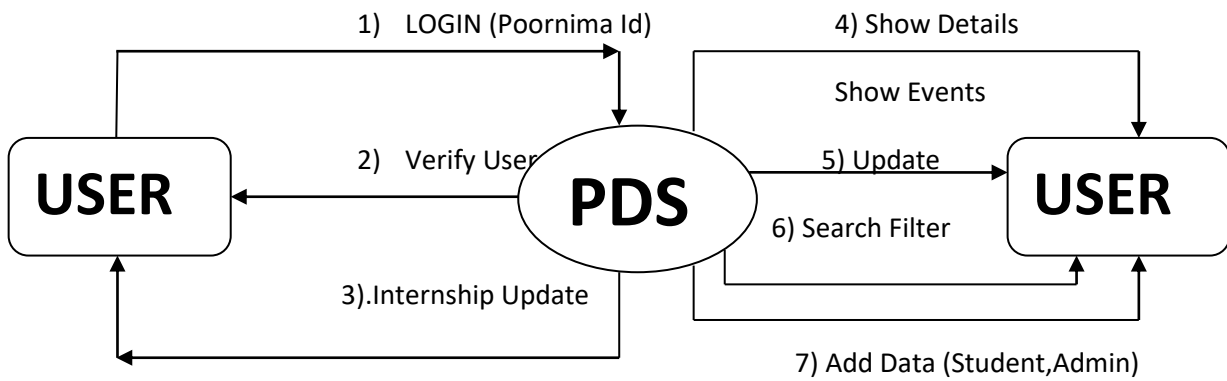 1) LOGIN (Poornima Id)
4) Show Details
Show Events
2) Verify User
5) Update
USER
PDS
USER
6) Search Filter
3).Internship Update
7) Add Data (Student,Admin)